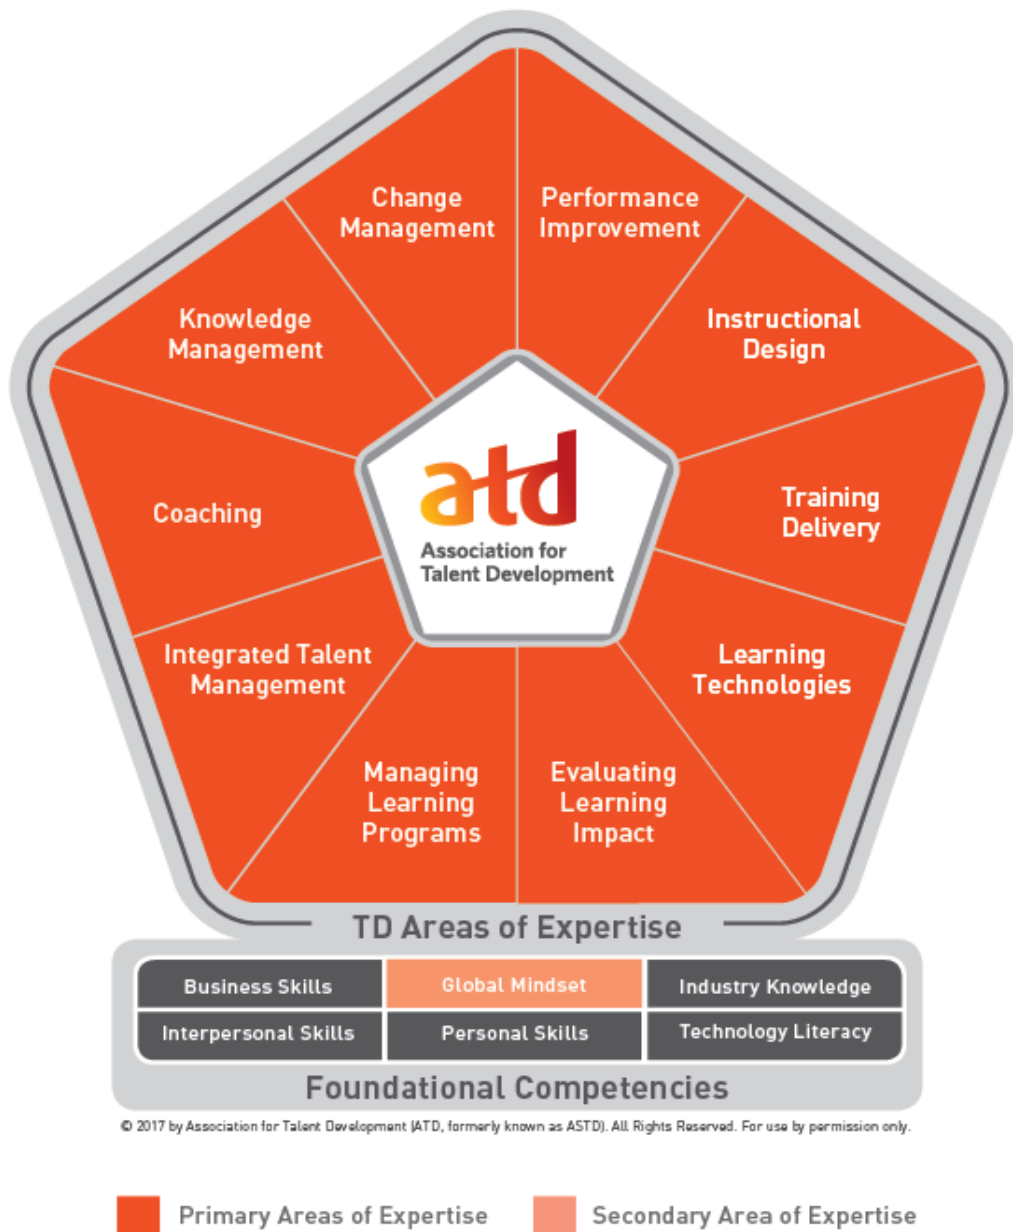 Change
Management
Performance
Improvement
Knowledge
Management
Instructional
Design
Coaching
atd
Association for
Talent Development
Training
Delivery
Integrated Talent
Management
Learning
Technologies
Managing
Learning
Programs
Evaluating
Learning
Impact
TD Areas of Expertise
Business Skills
Global Mindset
Industry Knowledge
Interpersonal Skills
Personal Skills
Technology Literacy
Foundational Competencies
© 2017 by Association for Talent Development (ATD, formerly known as ASTD). All Rights Reserved. For use by permission only.
Primary Areas of Expertise
Secondary Area of Expertise